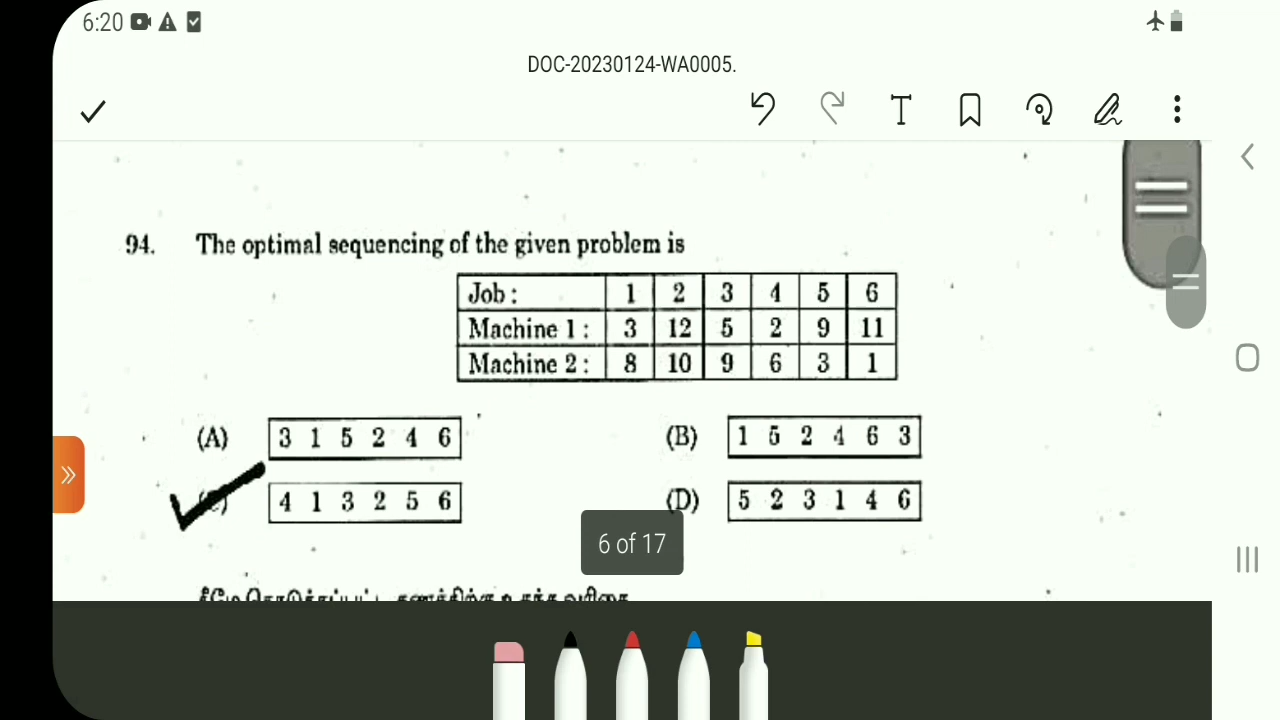 6:20
DOC-20230124-WA0005.
94. The optimal sequencing of the given problem is
Job : 1 2 3 4 5 6
Machine 1 : 3 12 5 2 9 11
Machine 2 : 8 10 9 6 3 1
(A) 3 1 5 2 4 6 (B) 1 5 2 4 6 3
4 1 3 2 5 6 (D) 5 2 3 1 4 6
6 of 17